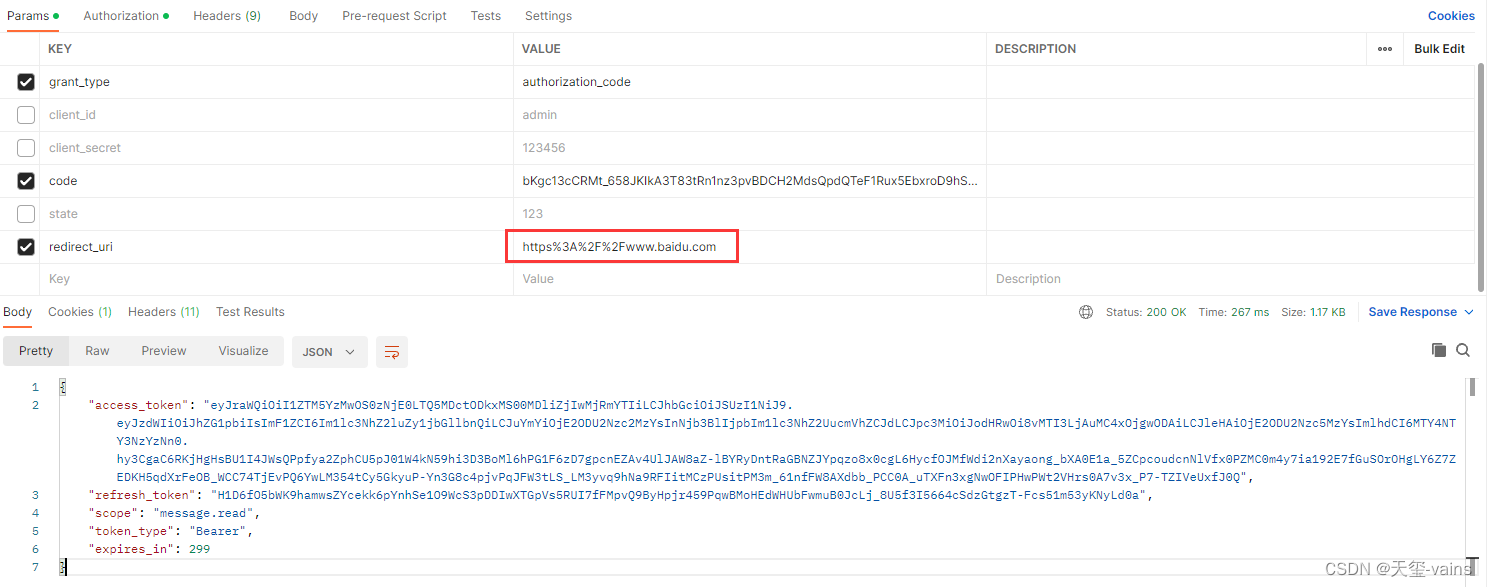 Params Authorization Headers (9) Body Pre-request Script Tests Settings Cookies
KEY VALUE DESCRIPTION Bulk Edit
grant_type authorization_code
client_id admin
client_secret 123456
code bKgc13cCRMt_658JKIkA3T83tRn1nz3pvBDCH2MdsQpdQTeF1Rux5EbxroD9hS...
state 123
redirect_uri https%3A%2F%2Fwww.baidu.com
Key Value Description
Body Cookies (1) Headers (11) Test Results Status: 200 OK Time: 267 ms Size: 1.17 KB Save Response
Pretty Raw Preview Visualize JSON
1 {
2 "access_token": "eyJraWQiOiI1ZTM5YzMwOS0zNjE0LTQ5MDctODkxMS00MDliZjIwMjRmYTIiLCJhbGciOiJSUzI1NiJ9.
eyJzdWIiOiJhZG1pbiIsImF1ZCI6Im1lc3NhZ2luZy1jbGllbnQiLCJuYmYiOjE2ODU2Nzc2MzYsInNjb3BlIjpbIm1lc3NhZ2UucmVhZCJdLCJpc3MiOiJodHRwOi8vMTI3LjAuMC4xOjgwODAiLCJleHAiOjE2ODU2Nzc5MzYsImlhdCI6MTY4NT
Y3NzYzNn0.
hy3CgaC6RKjHgHsBU1I4JWsQPpfya2ZphCU5pJ01W4kN59hi3D3BoMl6hPG1F6zD7gpcnEZAv4UlJAW8aZ-lBYRyDntRaGBNZJYpqzo8x0cgL6HycfOJMfWdi2nXayaong_bXA0E1a_5ZCpcoudcnNlVfx0PZMC0m4y7ia192E7fGuSOrOHgLY6Z7Z
EDKH5qdXrFeOB_WCC74TjEvPQ6YwLM354tCy5GkyuP-Yn3G8c4pjvPqJFW3tLS_LM3yvq9hNa9RFIitMCzPUsitPM3m_61nfFW8AXdbb_PCC0A_uTXFn3xgNwOFIPHwPWt2VHrs0A7v3x_P7-TZIVeUxfJ0Q",
3 "refresh_token": "H1D6fO5bWK9hamwsZYcekk6pYnhSe1O9WcS3pDDIwXTGpVs5RUI7fFMpvQ9ByHpjr459PqwBMoHEdWHUbFwmuB0JcLj_8U5f3I5664cSdzGtgzT-Fcs51m53yKNyLd0a",
4 "scope": "message.read",
5 "token_type": "Bearer",
6 "expires_in": 299
7 }
CSDN @天玺-vains